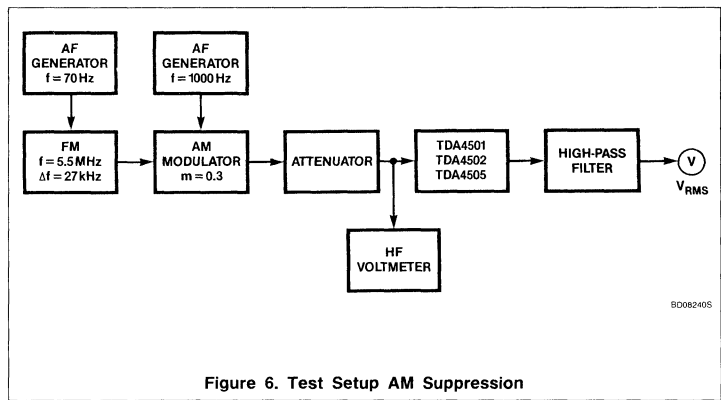 AF
GENERATOR
f = 70 Hz
AF
GENERATOR
f = 1000 Hz
FM
f = 5.5 MHz
Δf = 27 kHz
AM
MODULATOR
m = 0.3
ATTENUATOR
TDA4501
TDA4502
TDA4505
HIGH-PASS
FILTER
V
VRMS
HF
VOLTMETER
BD08240S
Figure 6. Test Setup AM Suppression